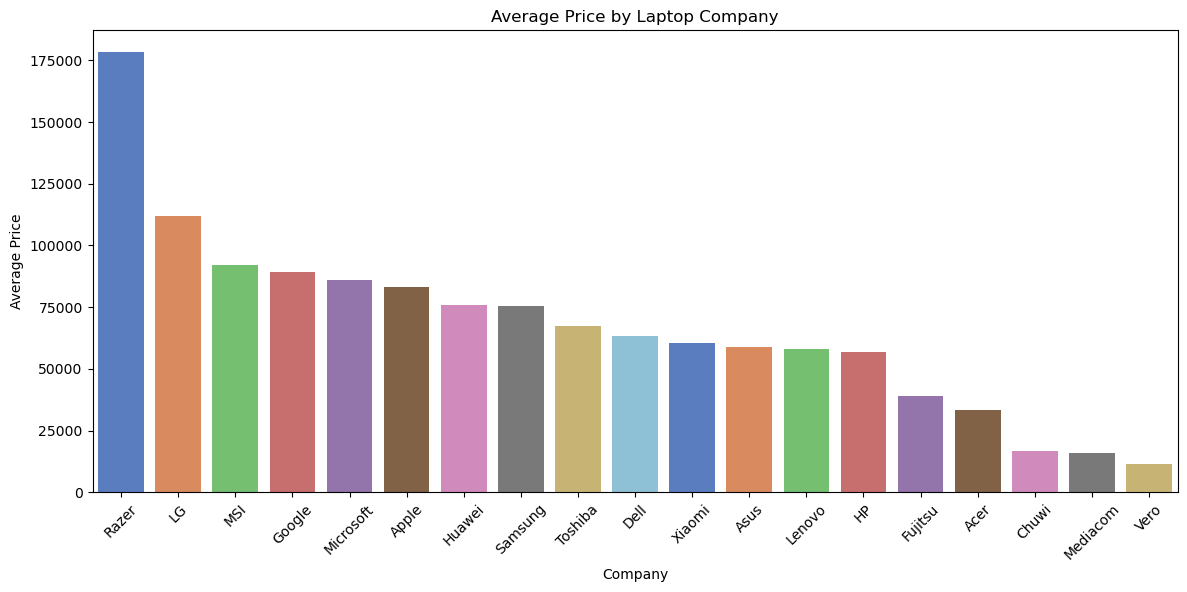 Average Price by Laptop Company
Average Price
175000
150000
125000
100000
75000
50000
25000
0
Razer
LG
MSI
Google
Microsoft
Apple
Huawei
Samsung
Toshiba
Dell
Xiaomi
Asus
Lenovo
HP
Fujitsu
Acer
Chuwi
Mediacom
Vero
Company